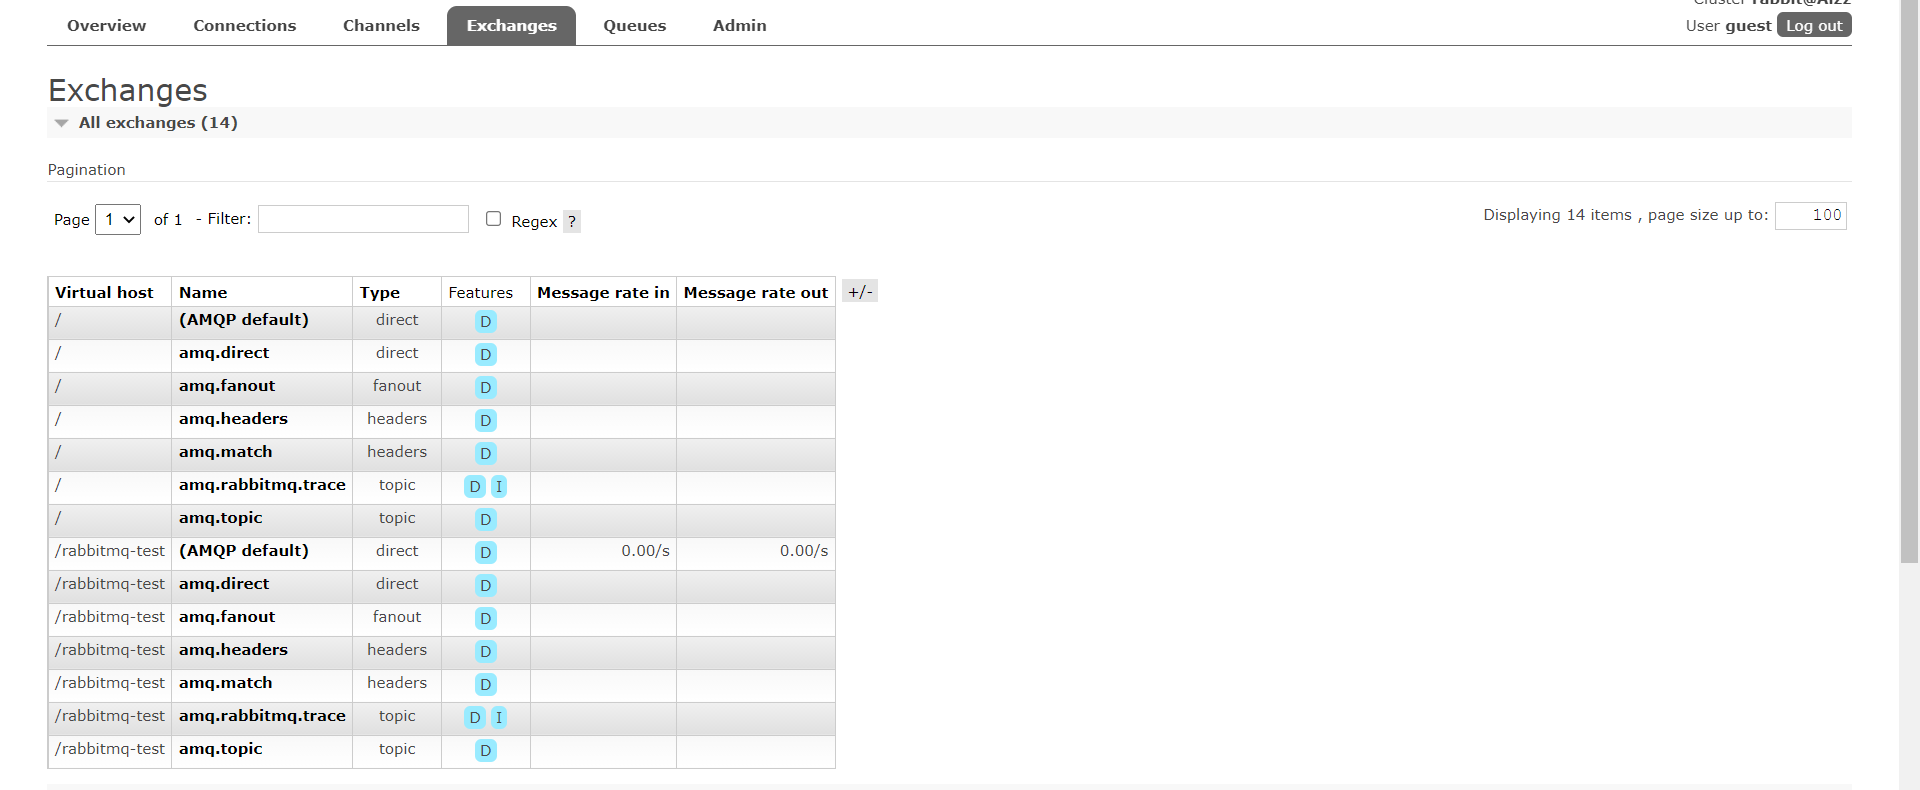 Cluster rabbit@Aizz
Overview Connections Channels Exchanges Queues Admin User guest Log out
Exchanges
All exchanges (14)
Pagination
Page 1 of 1 - Filter: Regex ? Displaying 14 items , page size up to: 100
Virtual host Name Type Features Message rate in Message rate out +/-
/ (AMQP default) direct D
/ amq.direct direct D
/ amq.fanout fanout D
/ amq.headers headers D
/ amq.match headers D
/ amq.rabbitmq.trace topic D I
/ amq.topic topic D
/rabbitmq-test (AMQP default) direct D 0.00/s 0.00/s
/rabbitmq-test amq.direct direct D
/rabbitmq-test amq.fanout fanout D
/rabbitmq-test amq.headers headers D
/rabbitmq-test amq.match headers D
/rabbitmq-test amq.rabbitmq.trace topic D I
/rabbitmq-test amq.topic topic D